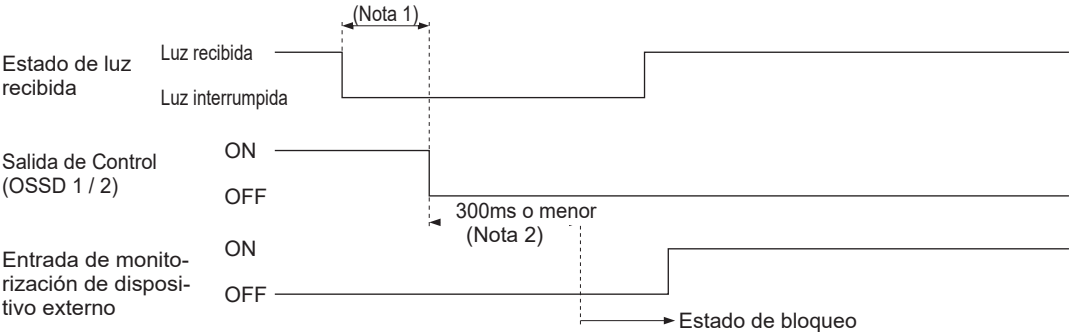 (Nota 1)
Estado de luz
recibida
Luz recibida
Luz interrumpida
Salida de Control
(OSSD 1 / 2)
ON
OFF
300ms o menor
(Nota 2)
Entrada de monito-
rización de disposi-
tivo externo
ON
OFF
Estado de bloqueo